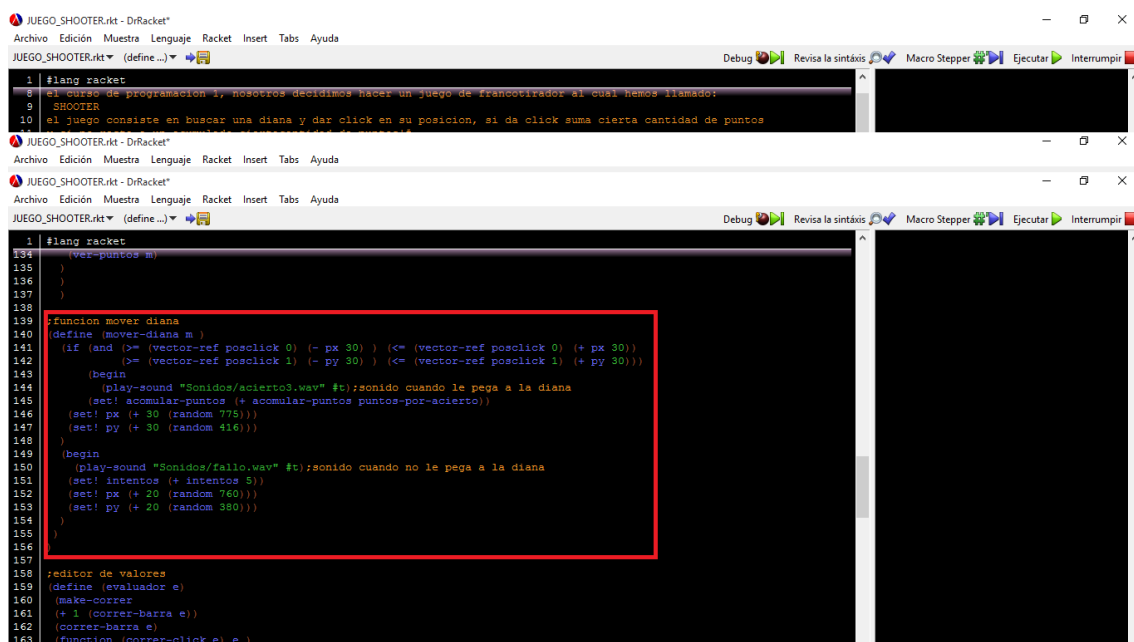 JUEGO_SHOOTER.rkt - DrRacket*
Archivo Edición Muestra Lenguaje Racket Insert Tabs Ayuda
JUEGO_SHOOTER.rkt (define ...) Debug Revisa la sintáxis Macro Stepper Ejecutar Interrumpir
1 #lang racket
8 el curso de programacion 1, nosotros decidimos hacer un juego de francotirador al cual hemos llamado:
9 SHOOTER
10 el juego consiste en buscar una diana y dar click en su posicion, si da click suma cierta cantidad de puntos
JUEGO_SHOOTER.rkt - DrRacket*
Archivo Edición Muestra Lenguaje Racket Insert Tabs Ayuda
JUEGO_SHOOTER.rkt - DrRacket*
Archivo Edición Muestra Lenguaje Racket Insert Tabs Ayuda
JUEGO_SHOOTER.rkt (define ...) Debug Revisa la sintáxis Macro Stepper Ejecutar Interrumpir
1 #lang racket
134 (ver-puntos m)
135 )
136 )
137 )
138
139 ;funcion mover diana
140 (define (mover-diana m )
141 (if (and (>= (vector-ref posclick 0) (- px 30) ) (<= (vector-ref posclick 0) (+ px 30))
142 (>= (vector-ref posclick 1) (- py 30) ) (<= (vector-ref posclick 1) (+ py 30)))
143 (begin
144 (play-sound "Sonidos/acierto3.wav" #t);sonido cuando le pega a la diana
145 (set! acomular-puntos (+ acomular-puntos puntos-por-acierto))
146 (set! px (+ 30 (random 775)))
147 (set! py (+ 30 (random 416)))
148 )
149 (begin
150 (play-sound "Sonidos/fallo.wav" #t);sonido cuando no le pega a la diana
151 (set! intentos (+ intentos 5))
152 (set! px (+ 20 (random 760)))
153 (set! py (+ 20 (random 380)))
154 )
155 )
156 )
157
158 ;editor de valores
159 (define (evaluador e)
160 (make-correr
161 (+ 1 (correr-barra e))
162 (correr-barra e)
163 (function (correr-click e) e )